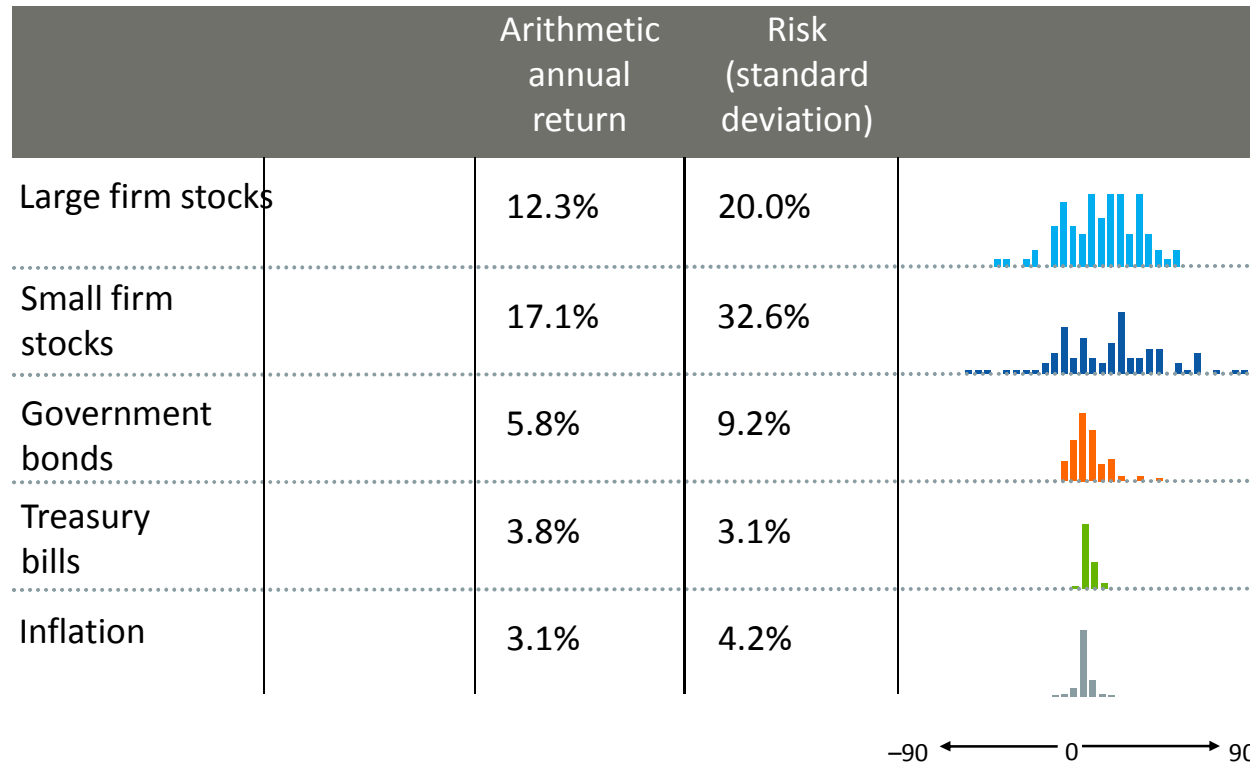 Arithmetic
annual
return
Risk
(standard
deviation)
Large firm stocks
12.3%
20.0%
Small firm
stocks
17.1%
32.6%
Government
bonds
5.8%
9.2%
Treasury
bills
3.8%
3.1%
Inflation
3.1%
4.2%
–90
0
90